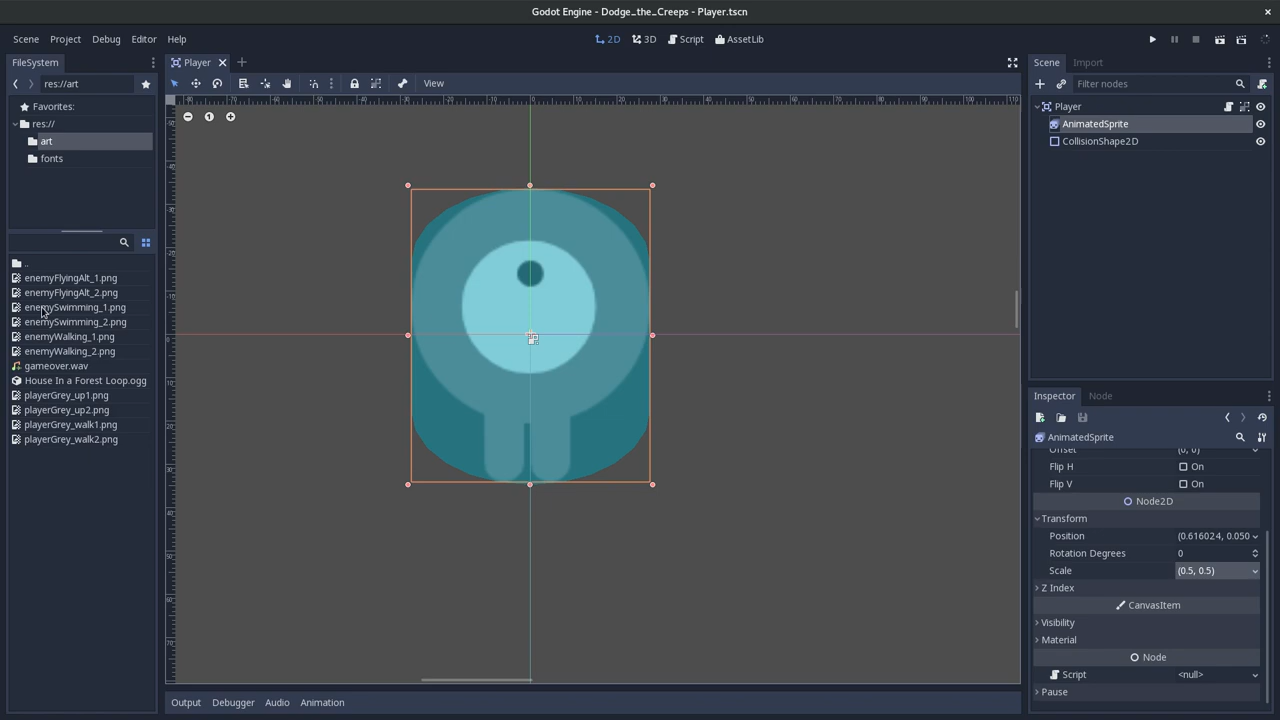 Godot Engine - Dodge_the_Creeps - Player.tscn
Scene Project Debug Editor Help
2D 3D Script AssetLib
FileSystem
Player
Scene Import
res://art
View
Filter nodes
Favorites:
res://
art
fonts
Player
AnimatedSprite
CollisionShape2D
..
enemyFlyingAlt_1.png
enemyFlyingAlt_2.png
enemySwimming_1.png
enemySwimming_2.png
enemyWalking_1.png
enemyWalking_2.png
gameover.wav
House In a Forest Loop.ogg
playerGrey_up1.png
playerGrey_up2.png
playerGrey_walk1.png
playerGrey_walk2.png
Inspector Node
AnimatedSprite
Offset (0, 0)
Flip H On
Flip V On
Node2D
Transform
Position (0.616024, 0.050
Rotation Degrees 0
Scale (0.5, 0.5)
Z Index
CanvasItem
Visibility
Material
Node
Script <null>
Pause
Output Debugger Audio Animation